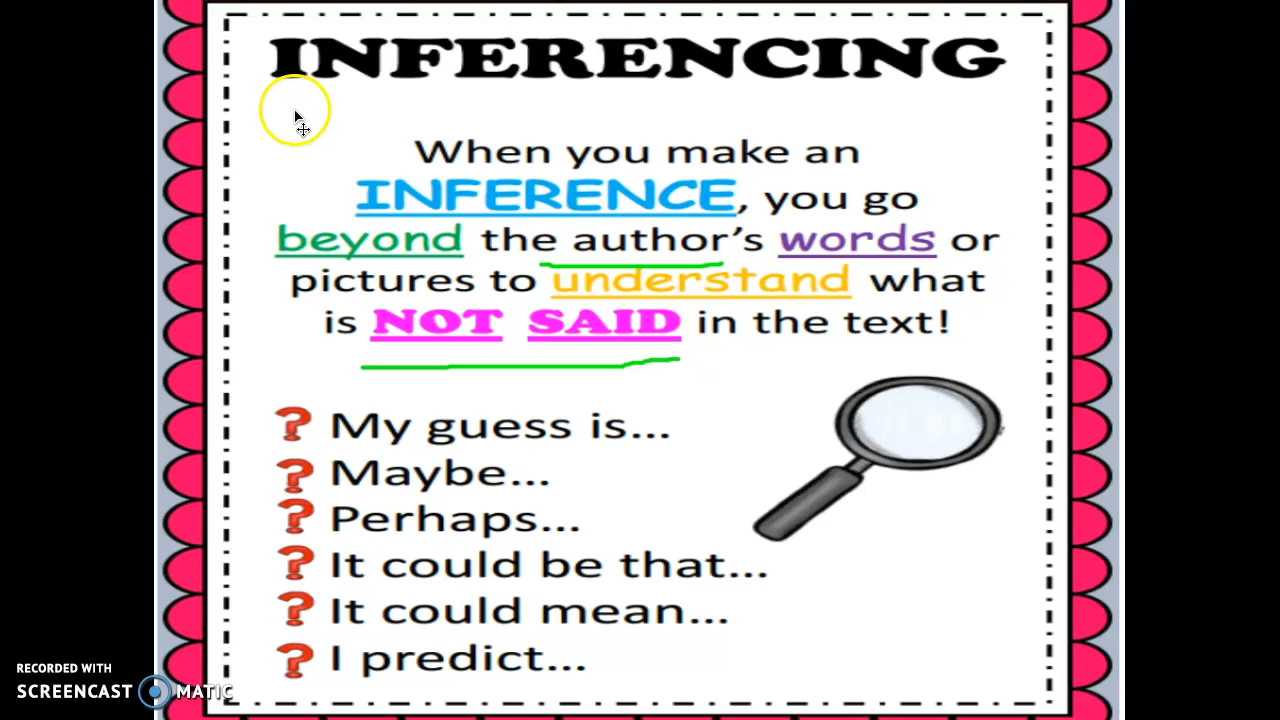 INFERENCING
When you make an
INFERENCE, you go
beyond the author’s words or
pictures to understand what
is NOT SAID in the text!
? My guess is...
? Maybe...
? Perhaps...
? It could be that...
? It could mean...
? I predict...
RECORDED WITH
SCREENCAST MATIC